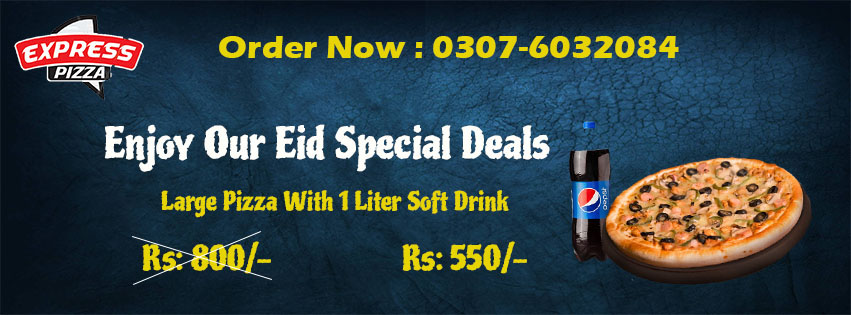 EXPRESS
PIZZA
Order Now : 0307-6032084
Enjoy Our Eid Special Deals
Large Pizza With 1 Liter Soft Drink
Rs: 800/-
Rs: 550/-
pepsi